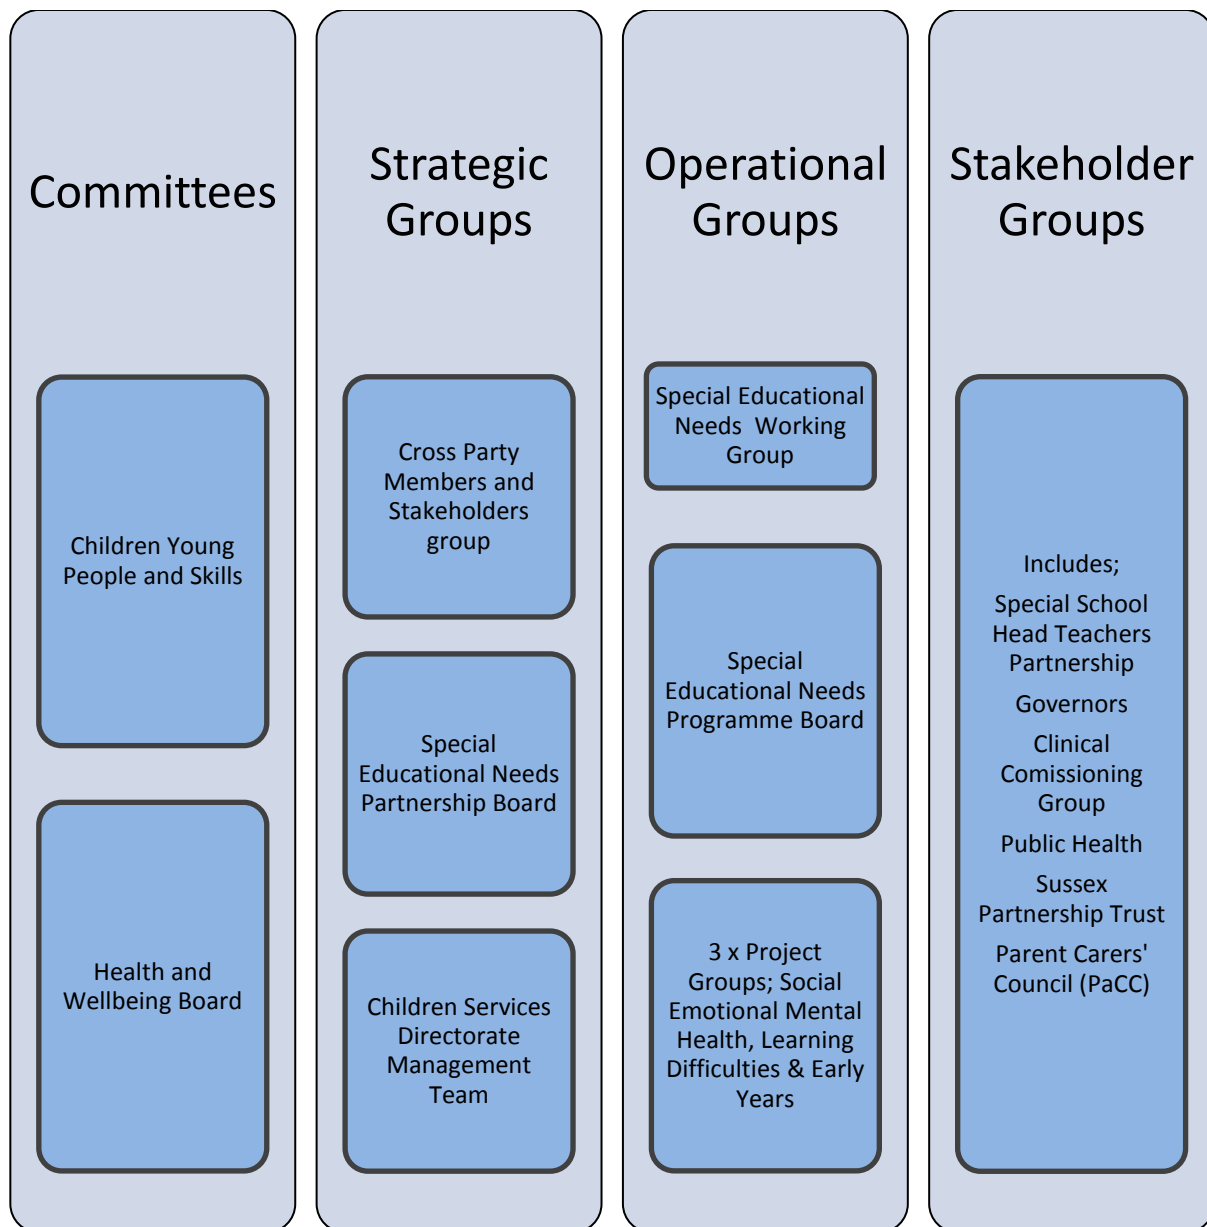 Committees
Children Young
People and Skills
Health and
Wellbeing Board
Strategic
Groups
Cross Party
Members and
Stakeholders
group
Special
Educational Needs
Partnership Board
Children Services
Directorate
Management
Team
Operational
Groups
Special Educational
Needs  Working
Group
Special
Educational Needs
Programme Board
3 x Project
Groups; Social
Emotional Mental
Health, Learning
Difficulties & Early
Years
Stakeholder
Groups
Includes;
Special School
Head Teachers
Partnership
Governors
Clinical
Comissioning
Group
Public Health
Sussex
Partnership Trust
Parent Carers'
Council (PaCC)